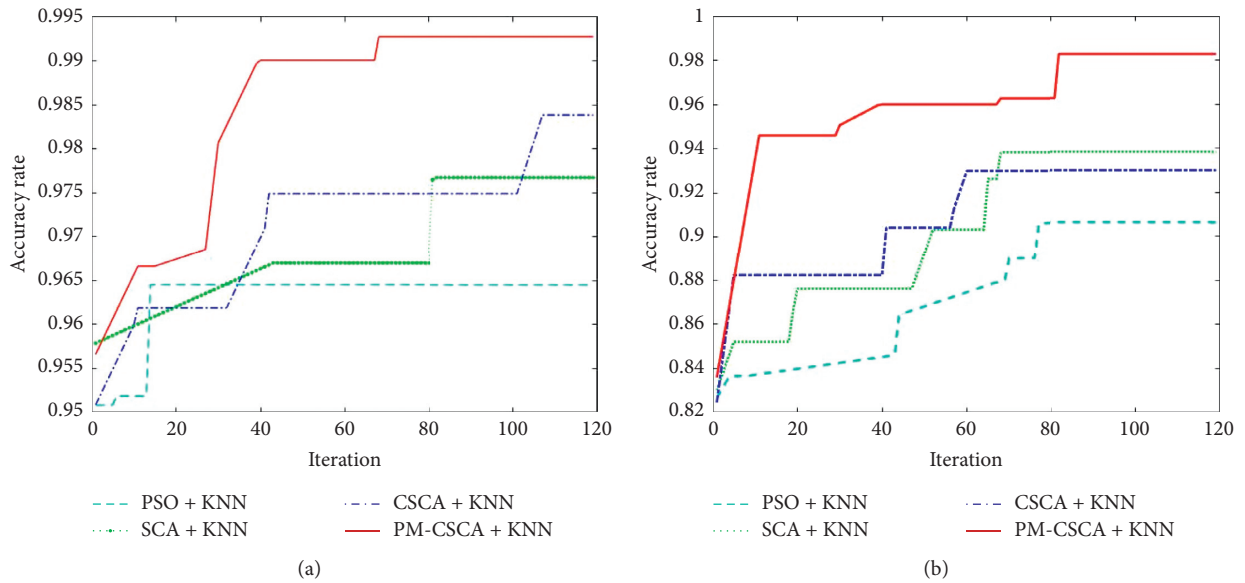 0.995
0.99
0.985
0.98
0.975
0.97
0.965
0.96
0.955
0.95
Accuracy rate
0 20 40 60 80 100 120
Iteration
PSO + KNN
SCA + KNN
CSCA + KNN
PM-CSCA + KNN
(a)
1
0.98
0.96
0.94
0.92
0.9
0.88
0.86
0.84
0.82
Accuracy rate
0 20 40 60 80 100 120
Iteration
PSO + KNN
SCA + KNN
CSCA + KNN
PM-CSCA + KNN
(b)